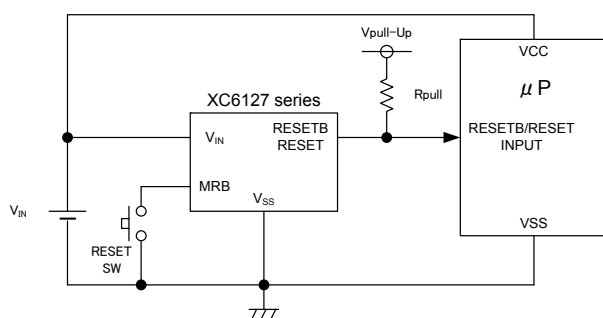 Vpull-Up
VCC
μP
Rpull
XC6127 series
RESETB
RESET
RESETB/RESET
INPUT
VIN
MRB
VSS
VIN
RESET
SW
VSS